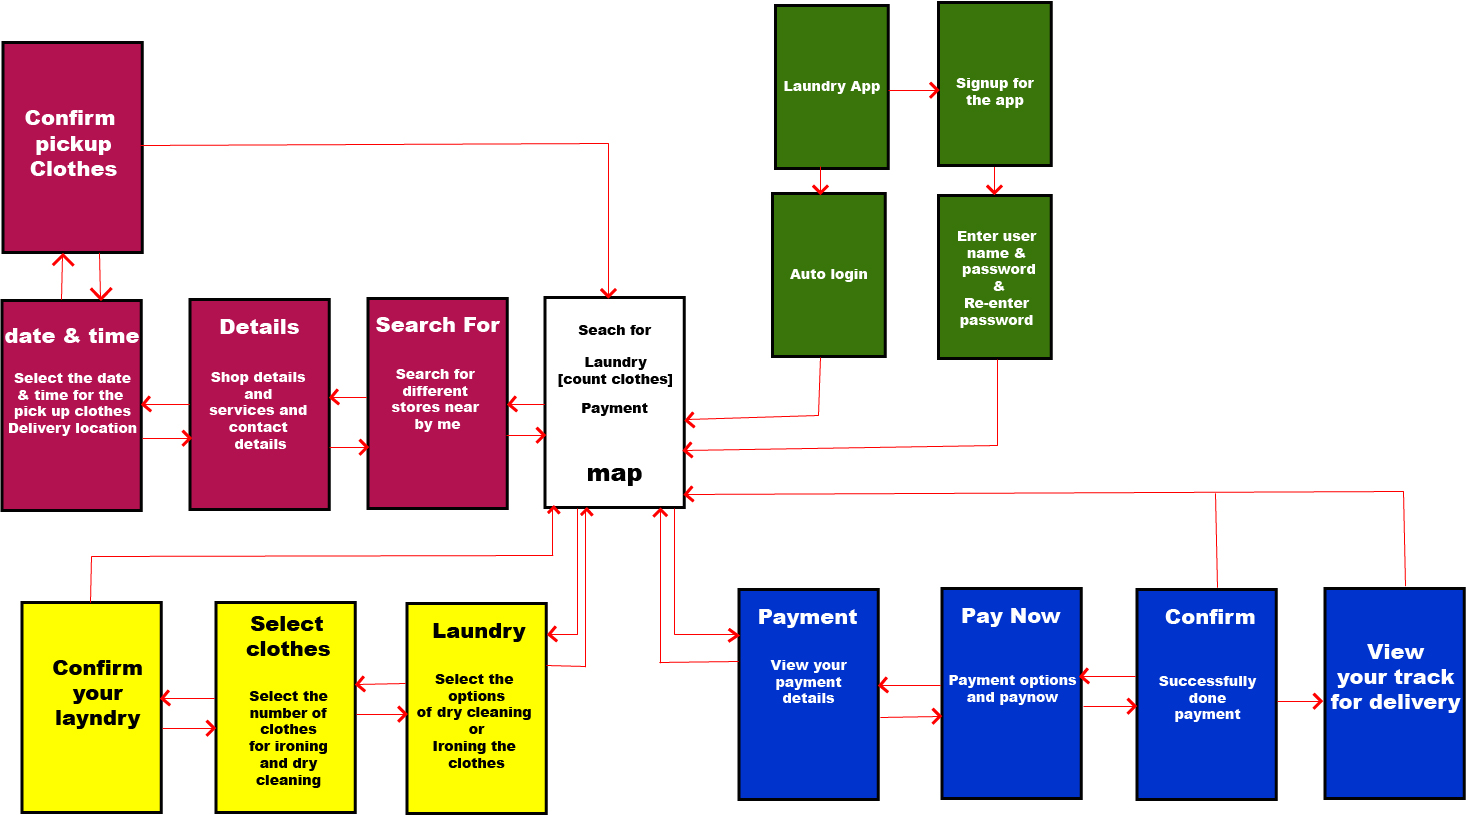 Laundry App
Signup for
the app
Confirm
pickup
Clothes
Auto login
Enter user
name &
password
&
Re-enter
password
date & time
Select the date
& time for the
pick up clothes
Delivery location
Details
Shop details
and
services and
contact
details
Search For
Search for
different
stores near
by me
Seach for
Laundry
[count clothes]
Payment
map
Confirm
your
layndry
Select
clothes
Select the
number of
clothes
for ironing
and dry
cleaning
Laundry
Select the
options
of dry cleaning
or
Ironing the
clothes
Payment
View your
payment
details
Pay Now
Payment options
and paynow
Confirm
Successfully
done
payment
View
your track
for delivery